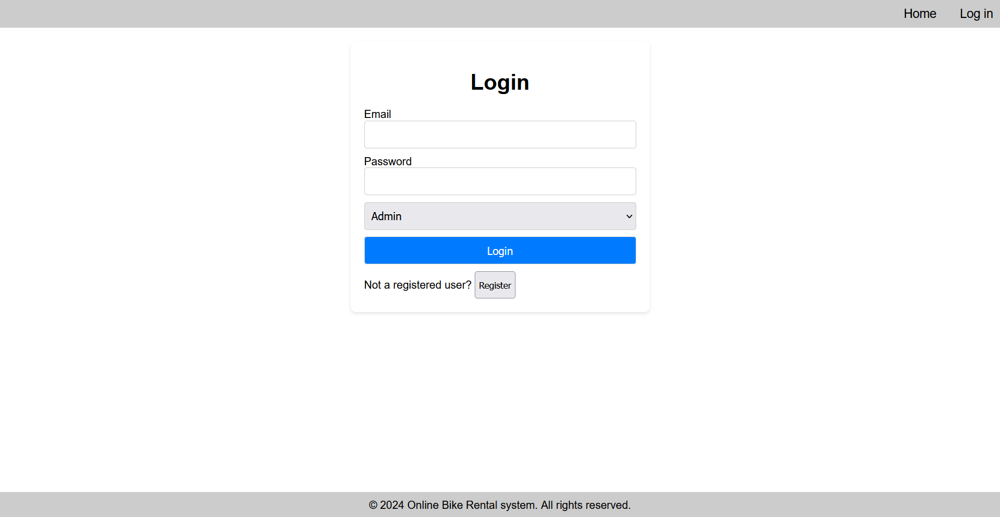 Home Log in
Login
Email
Password
Admin
Login
Not a registered user? Register
© 2024 Online Bike Rental system. All rights reserved.